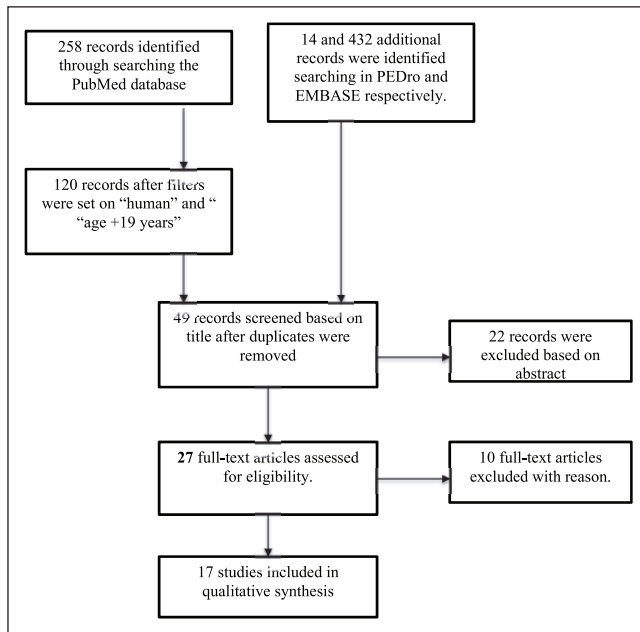 258 records identified
through searching the
PubMed database
14 and 432 additional
records were identified
searching in PEDro and
EMBASE respectively.
120 records after filters
were set on “human” and “
“age +19 years”
49 records screened based on
title after duplicates were
removed
22 records were
excluded based on
abstract
27 full-text articles assessed
for eligibility.
10 full-text articles
excluded with reason.
17 studies included in
qualitative synthesis